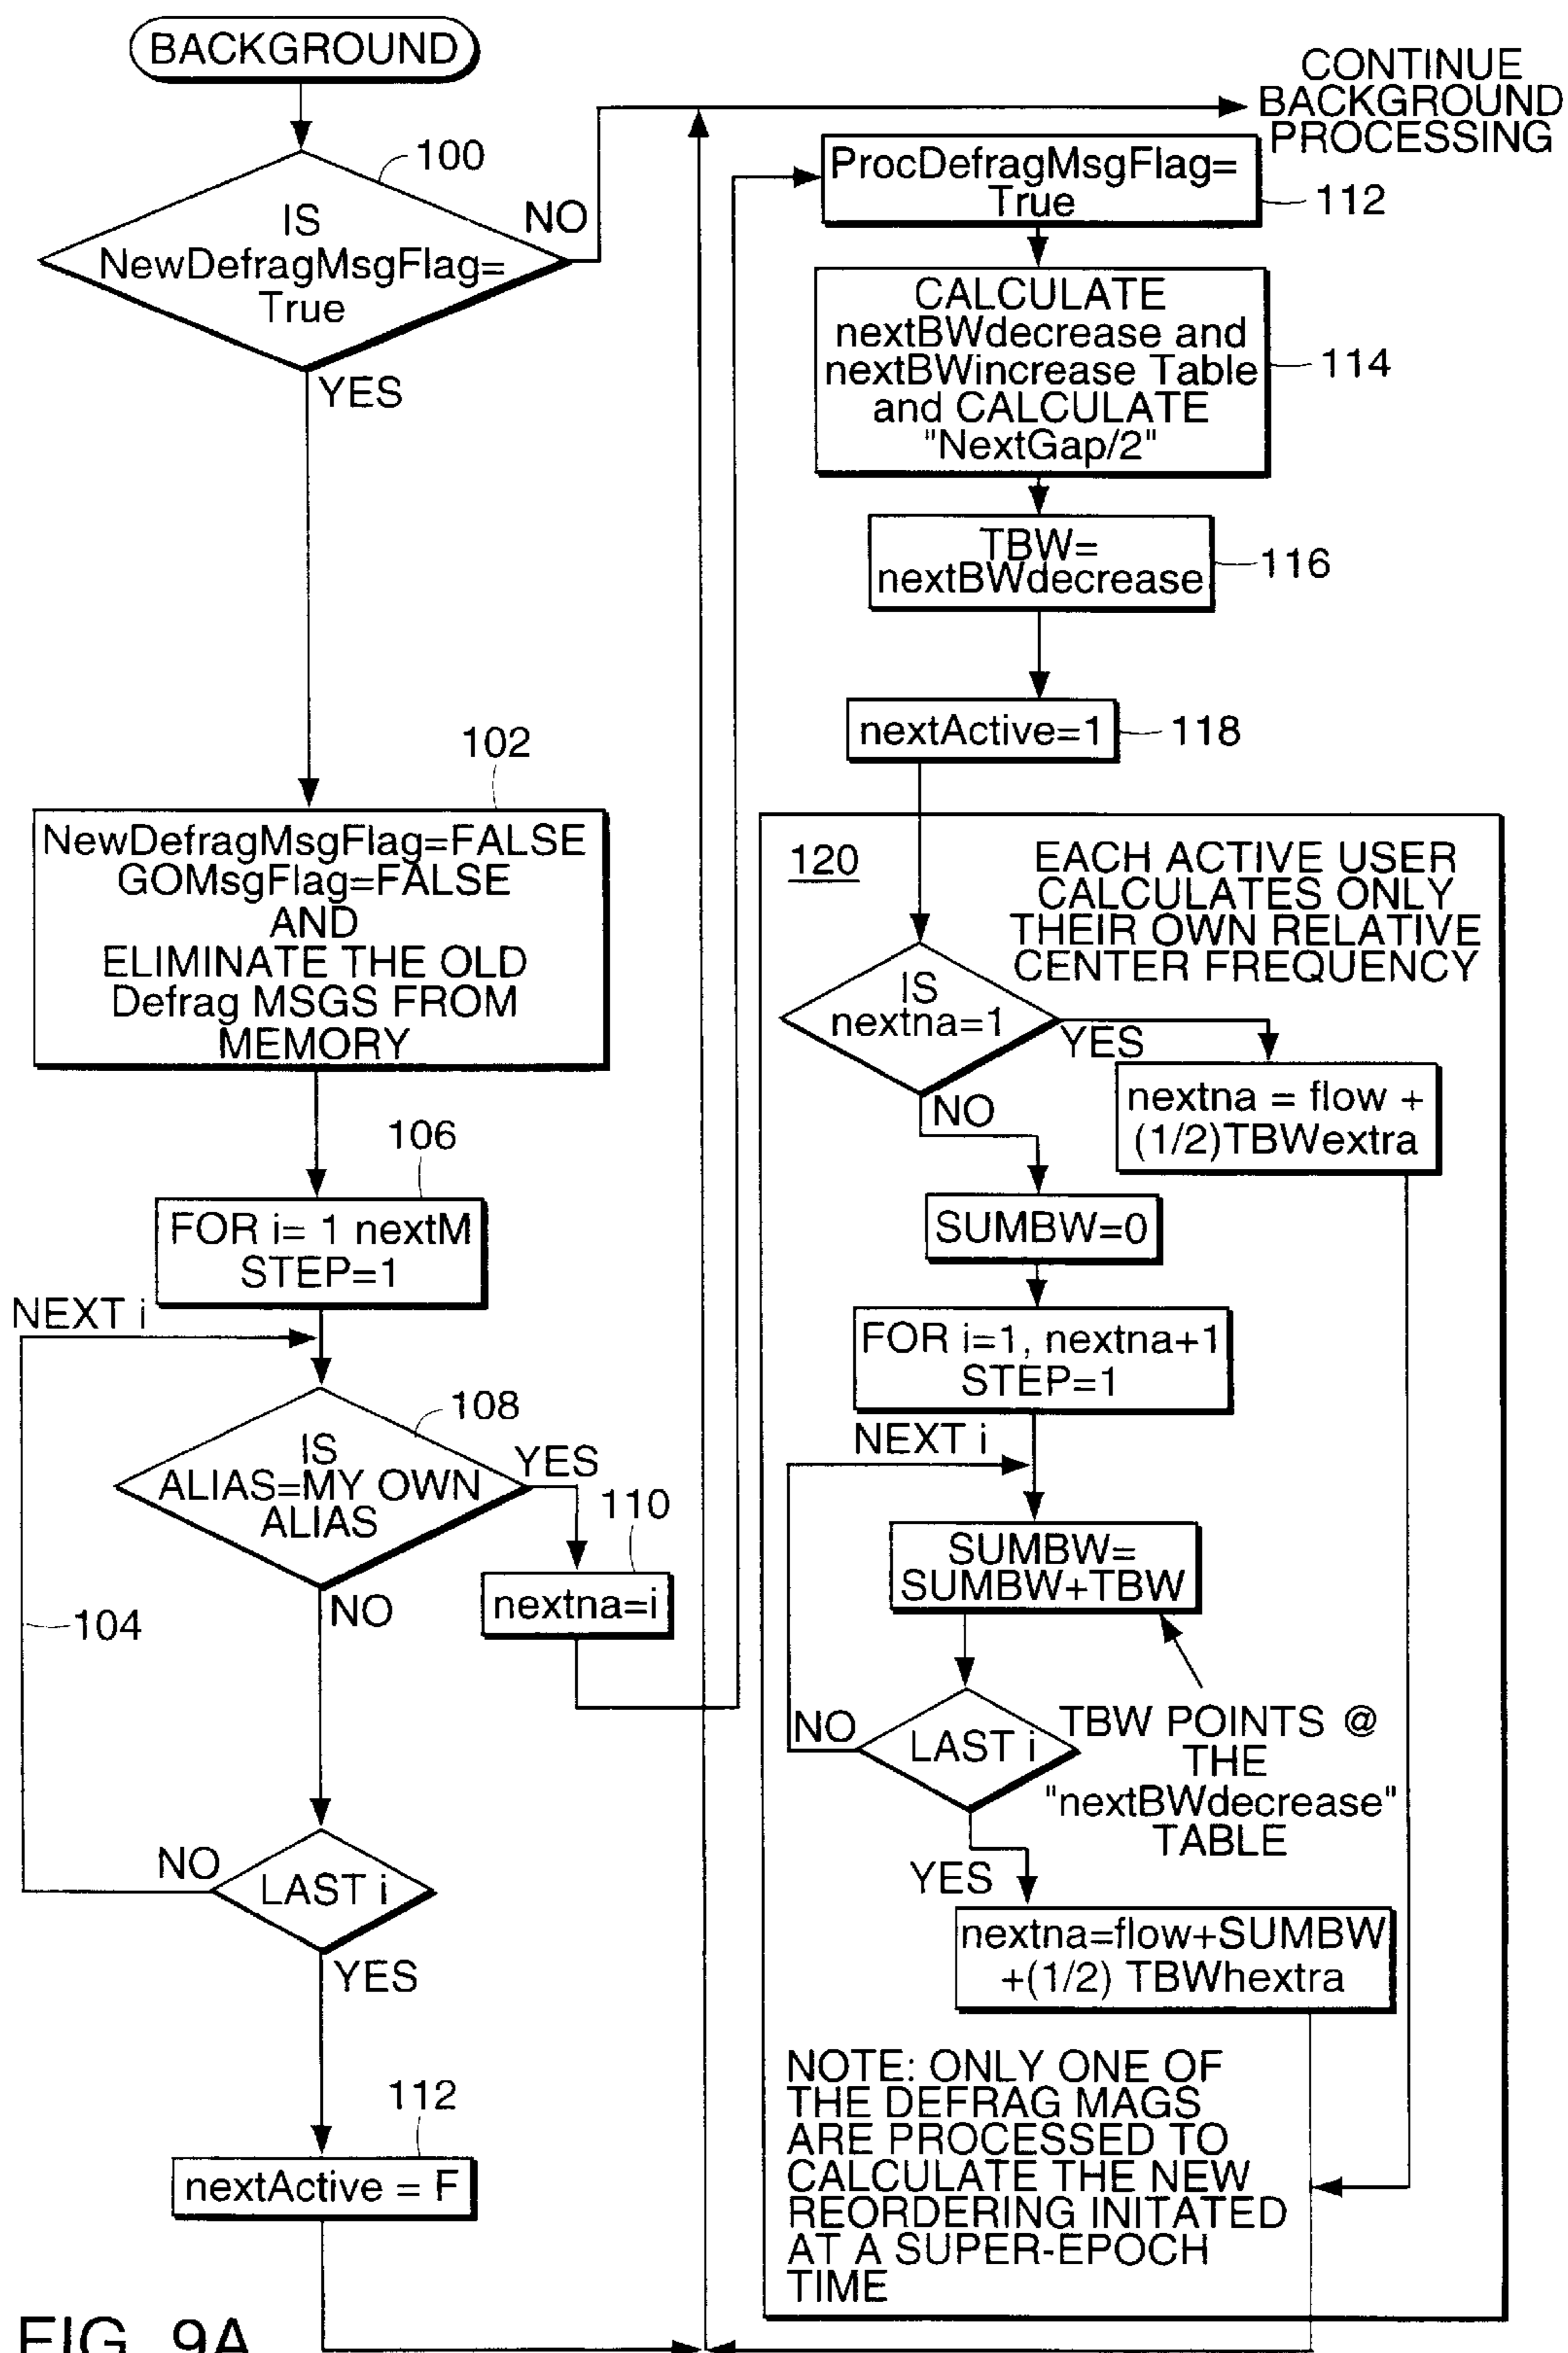 BACKGROUND
100
IS
NewDefragMsgFlag=
True
NO
YES
CONTINUE
BACKGROUND
PROCESSING
102
NewDefragMsgFlag=FALSE
GOMsgFlag=FALSE
AND
ELIMINATE THE OLD
Defrag MSGS FROM
MEMORY
106
FOR i= 1 nextM
STEP=1
NEXT i
108
IS
ALIAS=MY OWN
ALIAS
YES
110
nextna=i
NO
104
NO
LAST i
YES
112
nextActive = F
FIG. 9A
ProcDefragMsgFlag=
True
112
CALCULATE
nextBWdecrease and
nextBWincrease Table
and CALCULATE
"NextGap/2"
114
TBW=
nextBWdecrease
116
nextActive=1
118
120
EACH ACTIVE USER
CALCULATES ONLY
THEIR OWN RELATIVE
CENTER FREQUENCY
IS
nextna=1
YES
nextna = flow +
(1/2)TBWextra
NO
SUMBW=0
FOR i=1, nextna+1
STEP=1
NEXT i
SUMBW=
SUMBW+TBW
NO
LAST i
TBW POINTS @
THE
"nextBWdecrease"
TABLE
YES
nextna=flow+SUMBW
+(1/2) TBWhextra
NOTE: ONLY ONE OF
THE DEFRAG MAGS
ARE PROCESSED TO
CALCULATE THE NEW
REORDERING INITATED
AT A SUPER-EPOCH
TIME